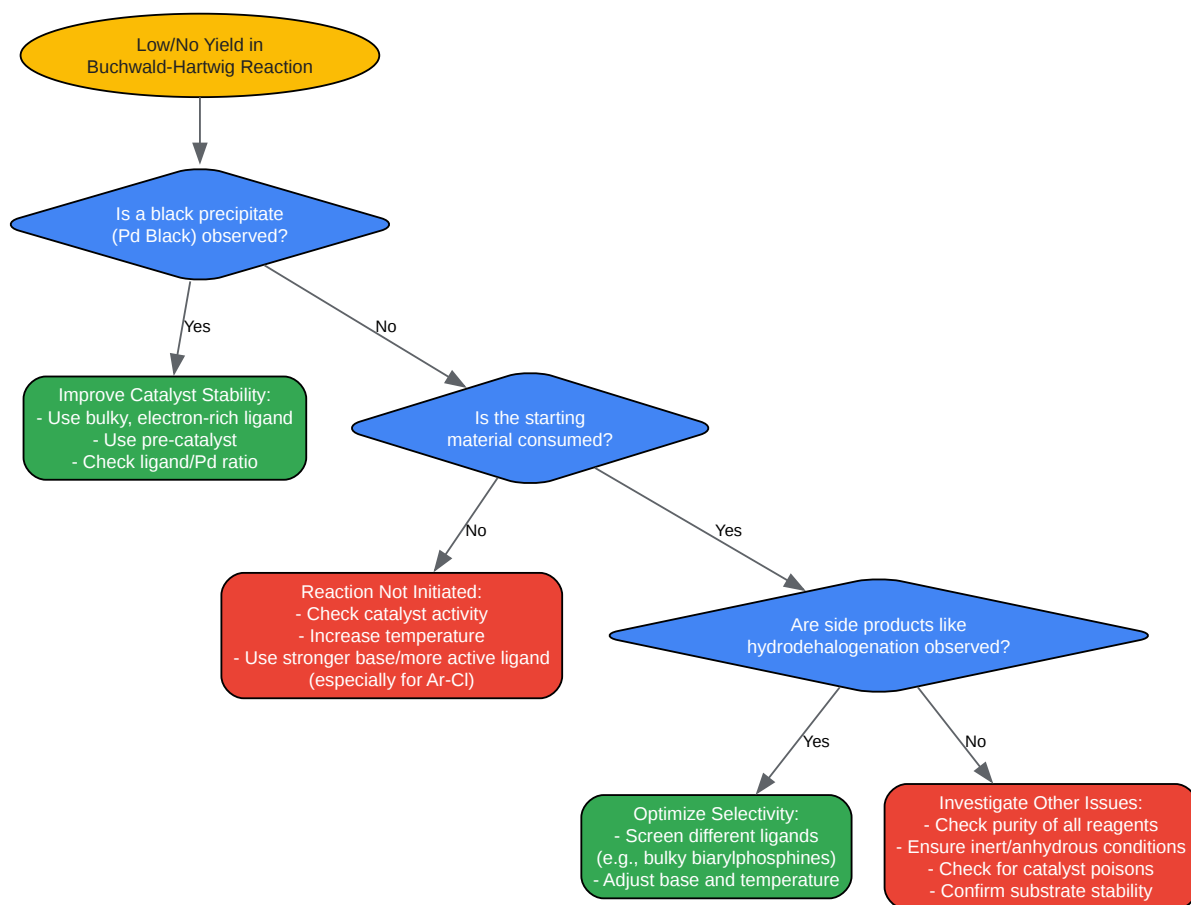 Low/No Yield in
Buchwald-Hartwig Reaction
Is a black precipitate
(Pd Black) observed?
Yes
No
Improve Catalyst Stability:
- Use bulky, electron-rich ligand
- Use pre-catalyst
- Check ligand/Pd ratio
Is the starting
material consumed?
No
Yes
Reaction Not Initiated:
- Check catalyst activity
- Increase temperature
- Use stronger base/more active ligand
(especially for Ar-Cl)
Are side products like
hydrodehalogenation observed?
Yes
No
Optimize Selectivity:
- Screen different ligands
(e.g., bulky biarylphosphines)
- Adjust base and temperature
Investigate Other Issues:
- Check purity of all reagents
- Ensure inert/anhydrous conditions
- Check for catalyst poisons
- Confirm substrate stability